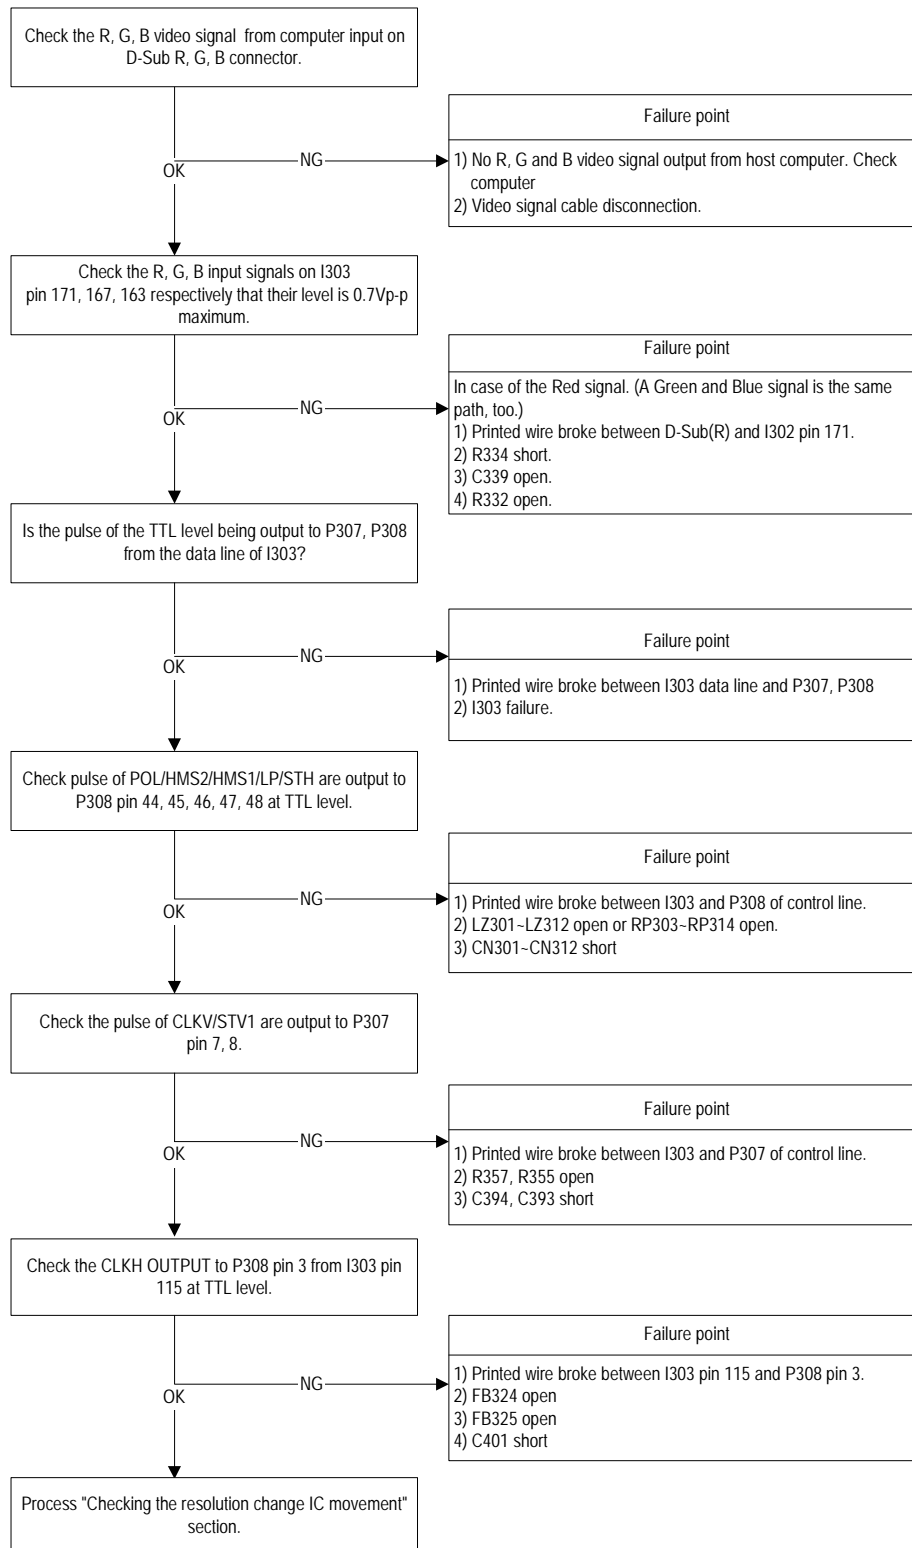 Check the R, G, B video signal from computer input on
D-Sub R, G, B connector.
Failure point
NG
OK
1) No R, G and B video signal output from host computer. Check
computer
2) Video signal cable disconnection.
Check the R, G, B input signals on I303
pin 171, 167, 163 respectively that their level is 0.7Vp-p
maximum.
Failure point
NG
OK
In case of the Red signal. (A Green and Blue signal is the same
path, too.)
1) Printed wire broke between D-Sub(R) and I302 pin 171.
2) R334 short.
3) C339 open.
4) R332 open.
Is the pulse of the TTL level being output to P307, P308
from the data line of I303?
Failure point
NG
OK
1) Printed wire broke between I303 data line and P307, P308
2) I303 failure.
Check pulse of POL/HMS2/HMS1/LP/STH are output to
P308 pin 44, 45, 46, 47, 48 at TTL level.
Failure point
NG
OK
1) Printed wire broke between I303 and P308 of control line.
2) LZ301~LZ312 open or RP303~RP314 open.
3) CN301~CN312 short
Check the pulse of CLKV/STV1 are output to P307
pin 7, 8.
Failure point
NG
OK
1) Printed wire broke between I303 and P307 of control line.
2) R357, R355 open
3) C394, C393 short
Check the CLKH OUTPUT to P308 pin 3 from I303 pin
115 at TTL level.
Failure point
NG
OK
1) Printed wire broke between I303 pin 115 and P308 pin 3.
2) FB324 open
3) FB325 open
4) C401 short
Process "Checking the resolution change IC movement"
section.